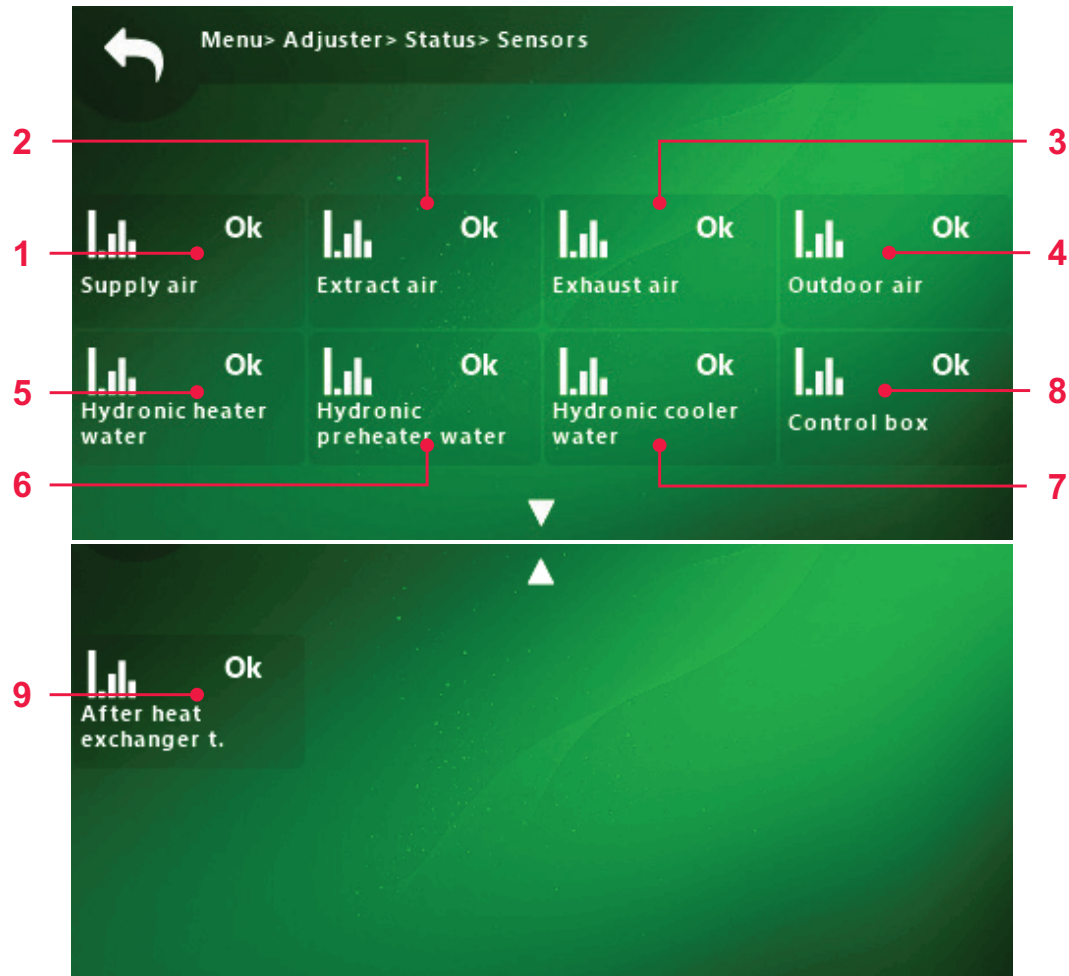 Menu> Adjuster> Status> Sensors
2
3
1
Ok
Supply air
Ok
Extract air
Ok
Exhaust air
Ok
Outdoor air
4
5
Ok
Hydronic heater
water
Ok
Hydronic
preheater water
Ok
Hydronic cooler
water
Ok
Control box
8
6
7
9
Ok
After heat
exchanger t.